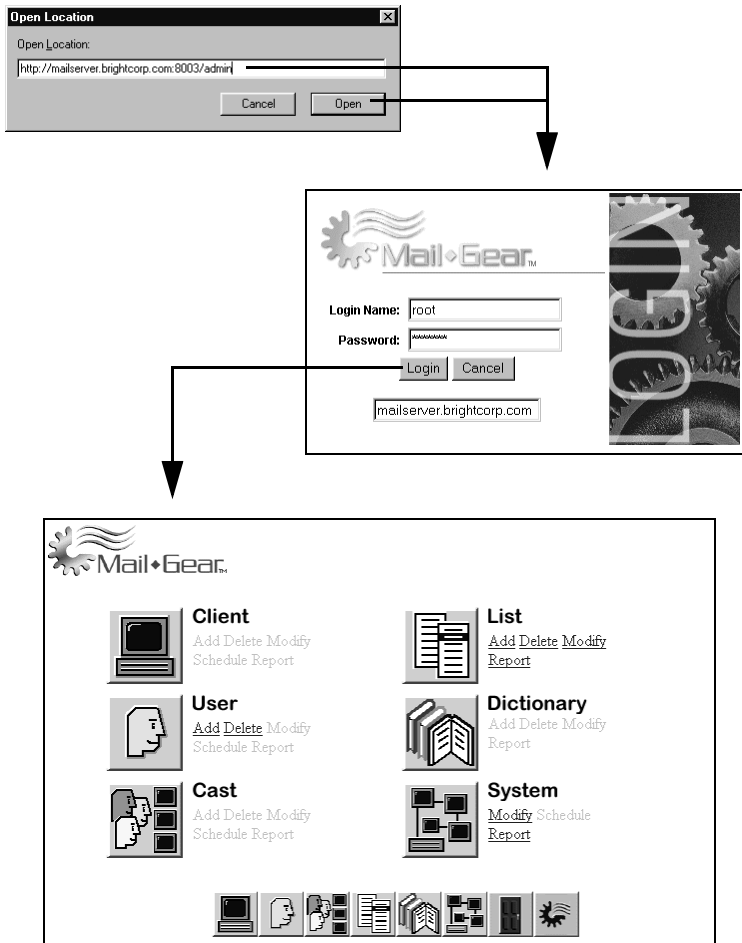 Open Location
Open Location:
http://mailserver.brightcorp.com:8003/admin
Cancel Open
Mail Gear™
Login Name: root
Password: *******
Login Cancel
mailserver.brightcorp.com
LOGIN
Mail Gear™
Client
Add Delete Modify
Schedule Report
List
Add Delete Modify
Report
User
Add Delete Modify
Schedule Report
Dictionary
Add Delete Modify
Report
Cast
Add Delete Modify
Schedule Report
System
Modify Schedule
Report